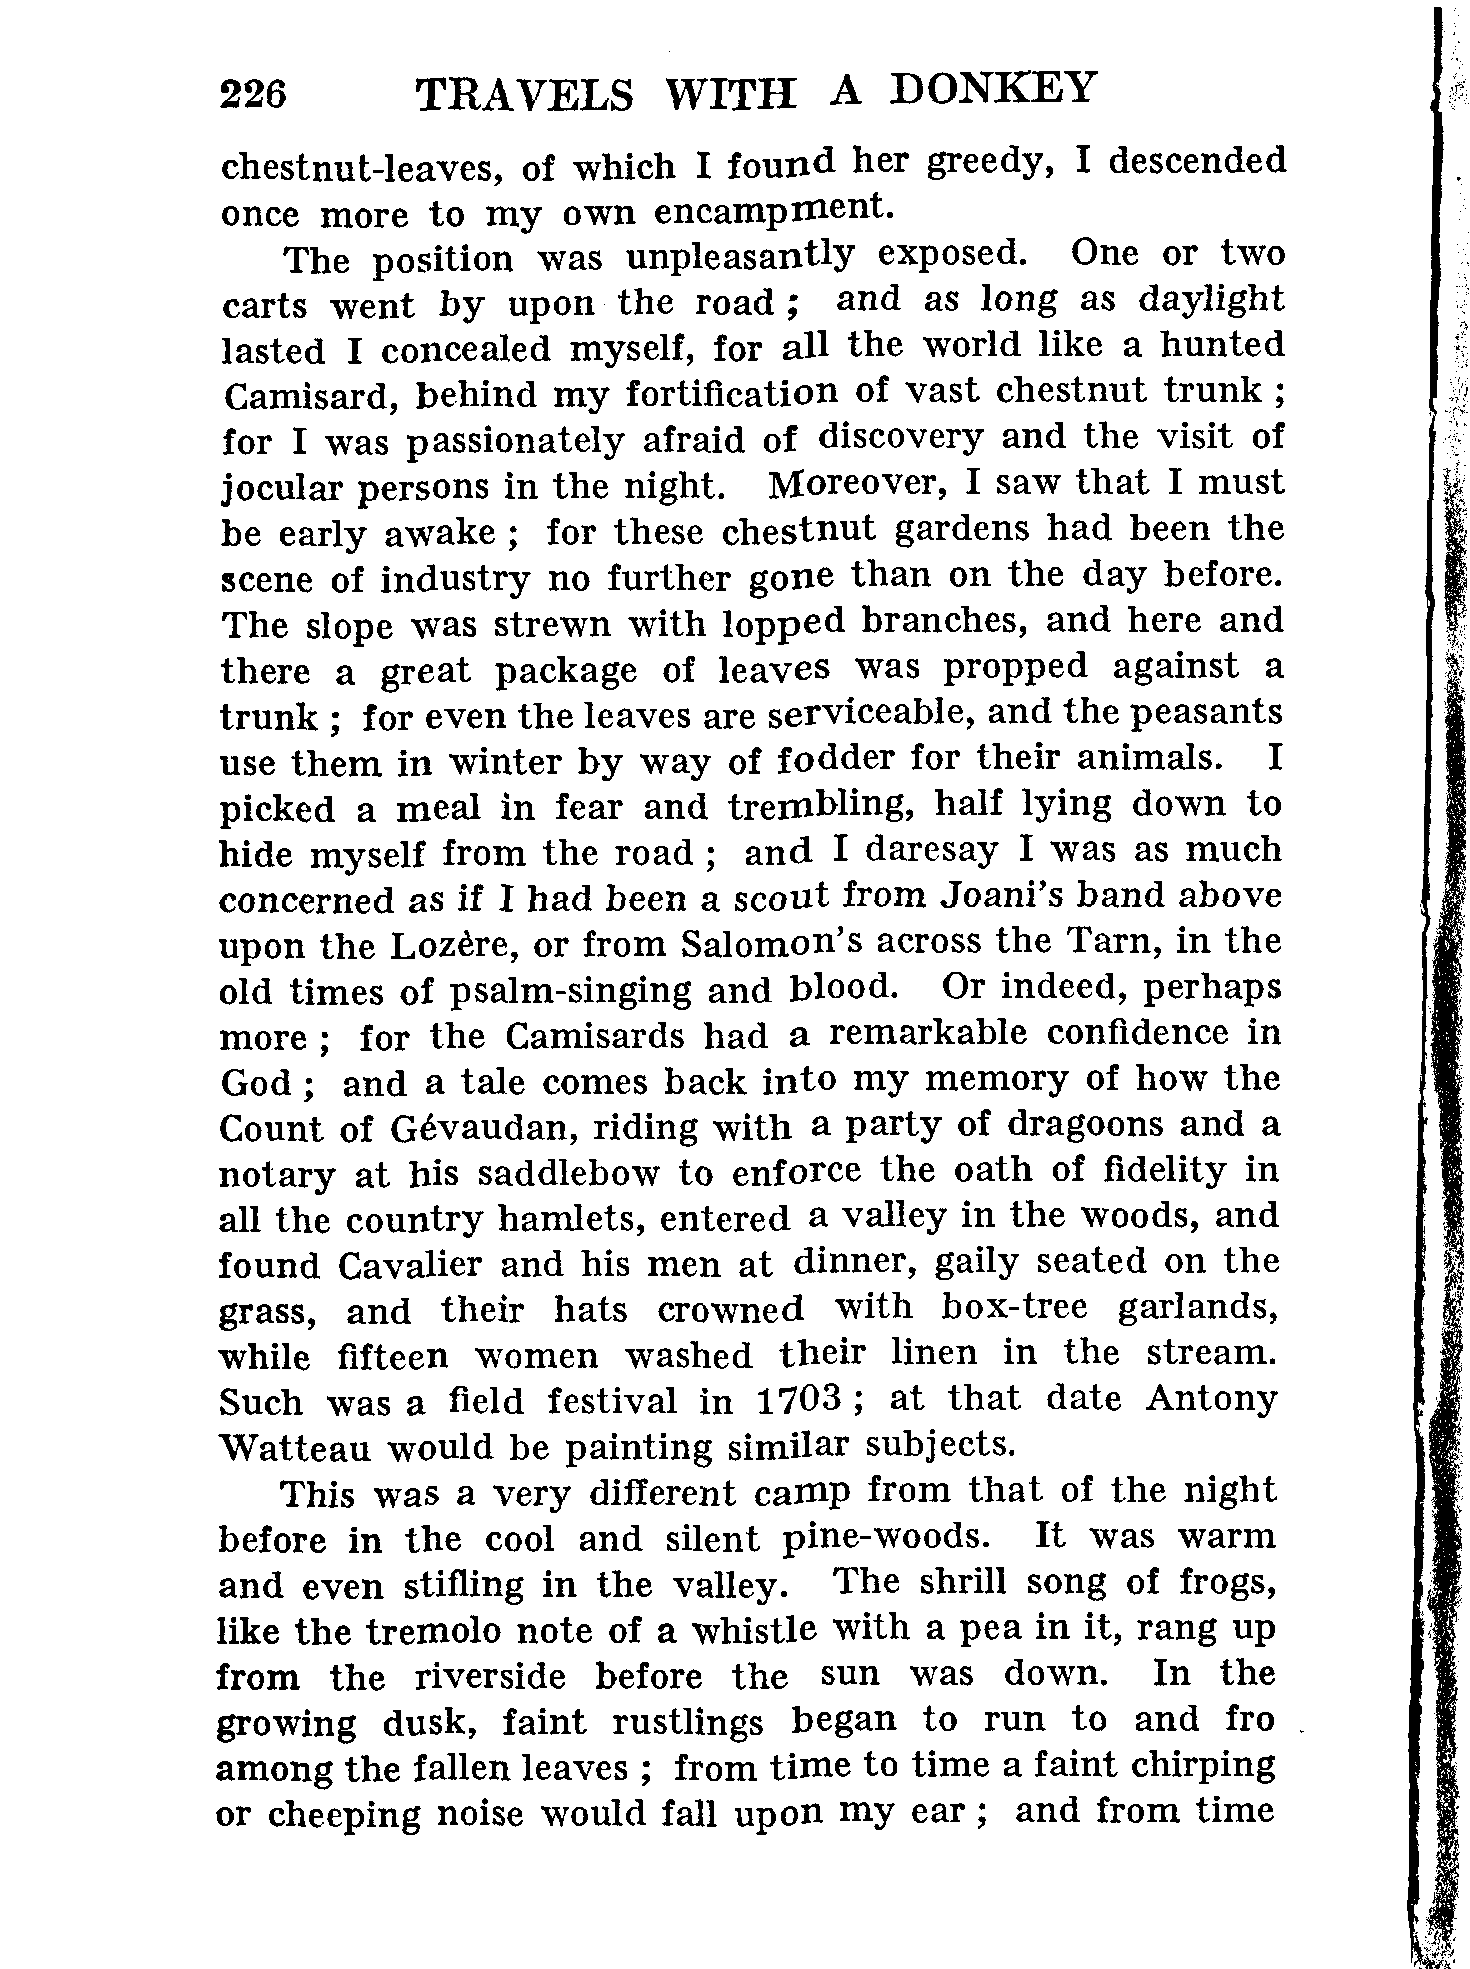 226 TRAVELS WITH A DONKEY
chestnut-leaves, of which I found her greedy, I descended
once more to my own encampment.
The position was unpleasantly exposed. One or two
carts went by upon the road ; and as long as daylight
lasted I concealed myself, for all the world like a hunted
Camisard, behind my fortification of vast chestnut trunk ;
for I was passionately afraid of discovery and the visit of
jocular persons in the night. Moreover, I saw that I must
be early awake ; for these chestnut gardens had been the
scene of industry no further gone than on the day before.
The slope was strewn with lopped branches, and here and
there a great package of leaves was propped against a
trunk ; for even the leaves are serviceable, and the peasants
use them in winter by way of fodder for their animals. I
picked a meal in fear and trembling, half lying down to
hide myself from the road ; and I daresay I was as much
concerned as if I had been a scout from Joani's band above
upon the Lozère, or from Salomon's across the Tarn, in the
old times of psalm-singing and blood. Or indeed, perhaps
more ; for the Camisards had a remarkable confidence in
God ; and a tale comes back into my memory of how the
Count of Gévaudan, riding with a party of dragoons and a
notary at his saddlebow to enforce the oath of fidelity in
all the country hamlets, entered a valley in the woods, and
found Cavalier and his men at dinner, gaily seated on the
grass, and their hats crowned with box-tree garlands,
while fifteen women washed their linen in the stream.
Such was a field festival in 1703 ; at that date Antony
Watteau would be painting similar subjects.
This was a very different camp from that of the night
before in the cool and silent pine-woods. It was warm
and even stifling in the valley. The shrill song of frogs,
like the tremolo note of a whistle with a pea in it, rang up
from the riverside before the sun was down. In the
growing dusk, faint rustlings began to run to and fro
among the fallen leaves ; from time to time a faint chirping
or cheeping noise would fall upon my ear ; and from time